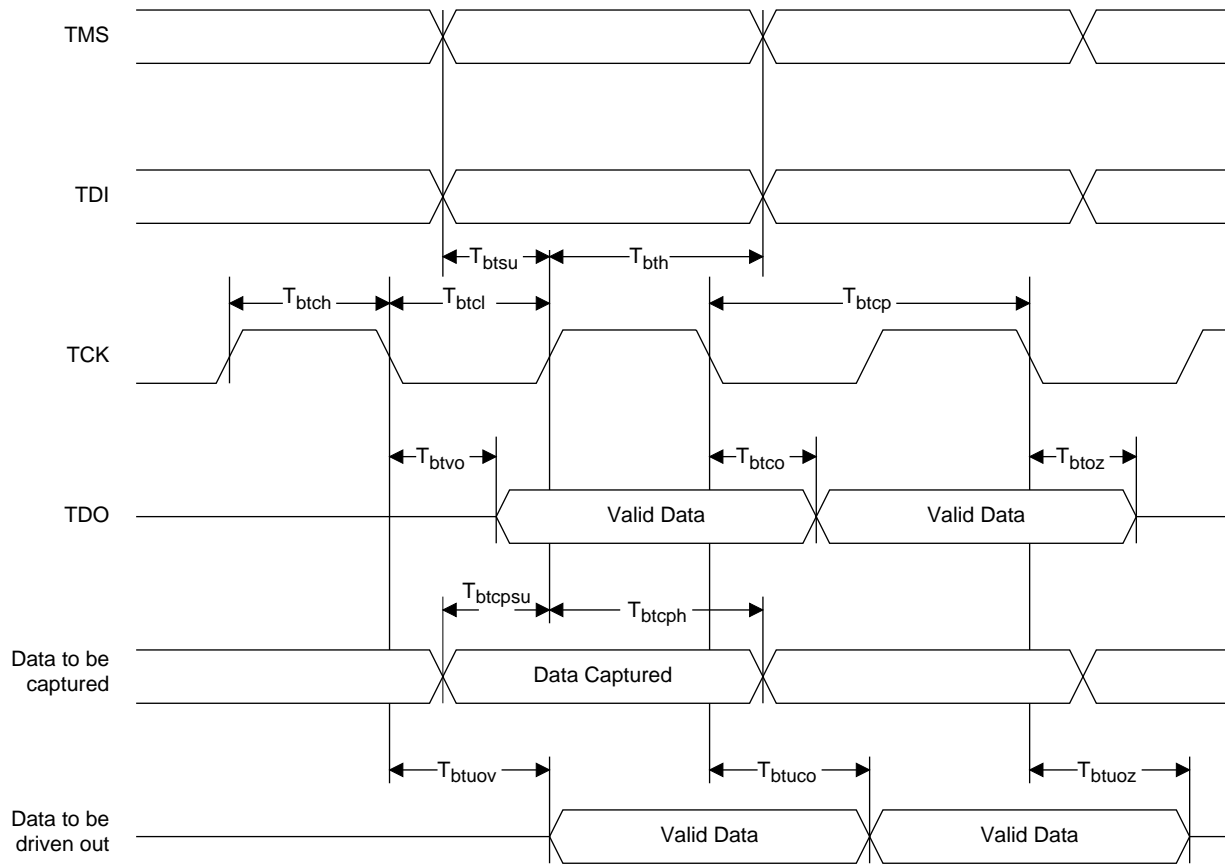 TMS
TDI
Tbtsu
Tbth
Tbtch
Tbtcl
Tbtcp
TCK
Tbtvo
Tbtco
Tbtoz
TDO
Valid Data
Valid Data
Tbtcpsu
Tbtcph
Data to be
captured
Data Captured
Tbtuov
Tbtuco
Tbtuoz
Data to be
driven out
Valid Data
Valid Data